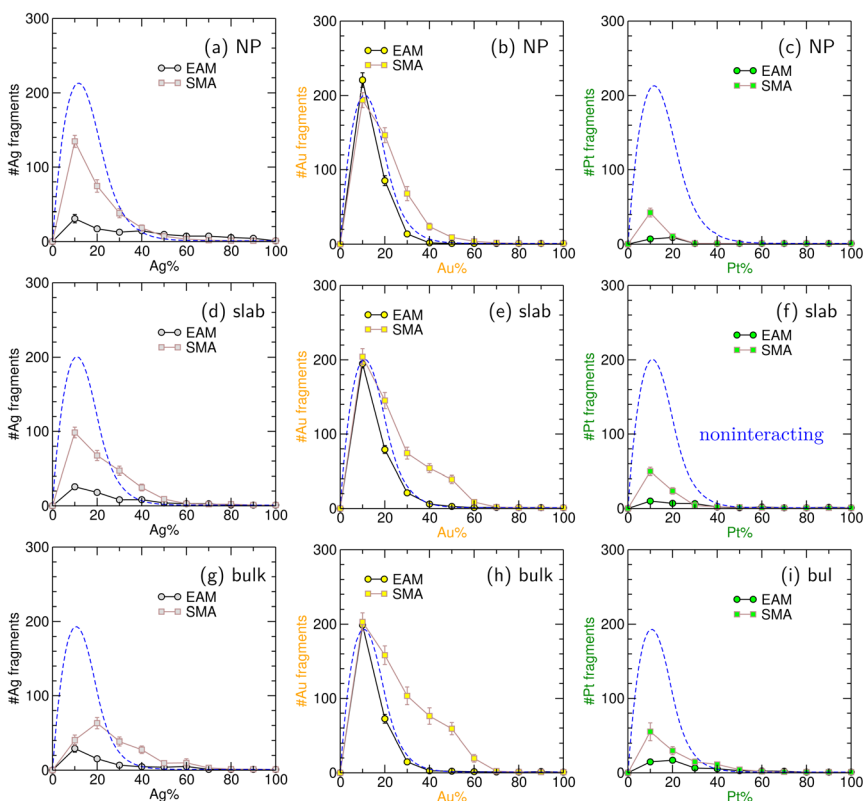 300
(a) NP
EAM
SMA
200
#Ag fragments
100
0
0 20 40 60 80 100
Ag%
300
(b) NP
EAM
SMA
200
#Au fragments
100
0
0 20 40 60 80 100
Au%
300
(c) NP
EAM
SMA
200
#Pt fragments
100
0
0 20 40 60 80 100
Pt%
300
(d) slab
EAM
SMA
200
#Ag fragments
100
0
0 20 40 60 80 100
Ag%
300
(e) slab
EAM
SMA
200
#Au fragments
100
0
0 20 40 60 80 100
Au%
300
(f) slab
EAM
SMA
200
#Pt fragments
noninteracting
100
0
0 20 40 60 80 100
Pt%
300
(g) bulk
EAM
SMA
200
#Ag fragments
100
0
0 20 40 60 80 100
Ag%
300
(h) bulk
EAM
SMA
200
#Au fragments
100
0
0 20 40 60 80 100
Au%
300
(i) bul
EAM
SMA
200
#Pt fragments
100
0
0 20 40 60 80 100
Pt%